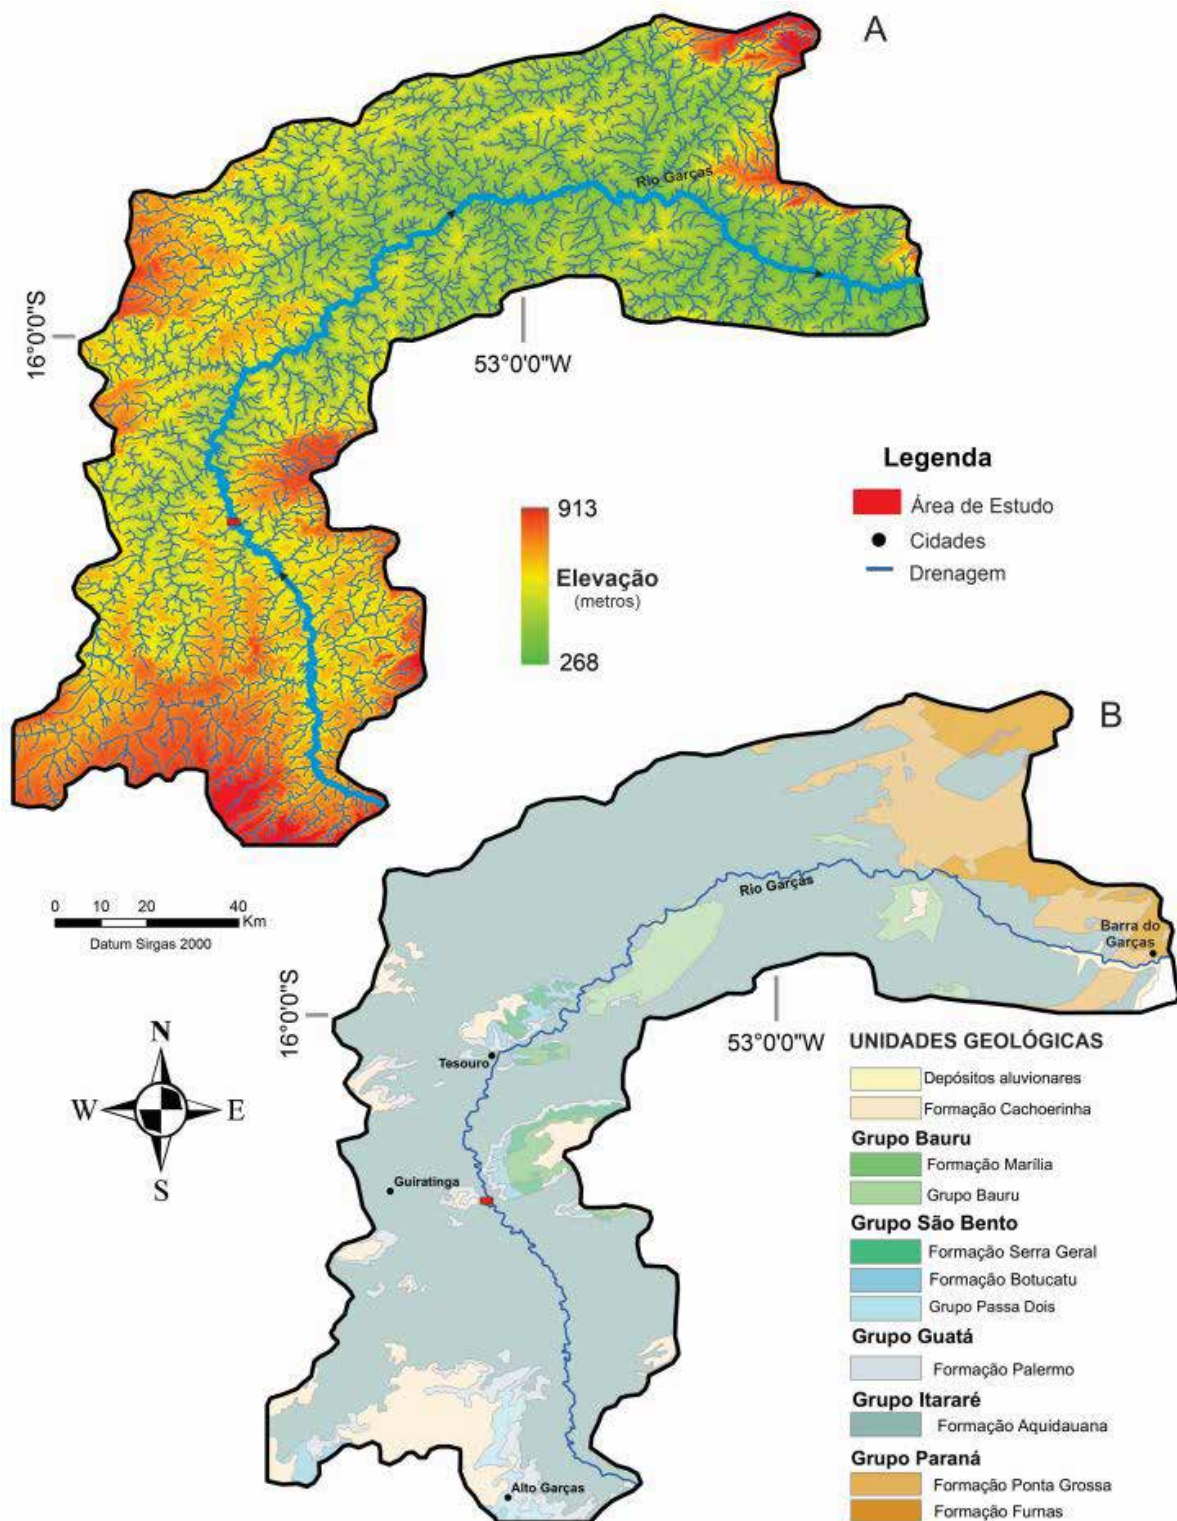 A
Rio Garças
16°0'0"S
53°0'0"W
Legenda
Área de Estudo
Cidades
Drenagem
913
Elevação
(metros)
268
B
0 10 20 40
Km
Datum Sirgas 2000
Rio Garças
Barra do
Garças
16°0'0"S
Tesouro
53°0'0"W
N
W E
S
Guiratinga
Alto Garças
UNIDADES GEOLÓGICAS
Depósitos aluvionares
Formação Cachoerinha
Grupo Bauru
Formação Marília
Grupo Bauru
Grupo São Bento
Formação Serra Geral
Formação Botucatu
Grupo Passa Dois
Grupo Guatá
Formação Palermo
Grupo Itararé
Formação Aquidauana
Grupo Paraná
Formação Ponta Grossa
Formação Furnas